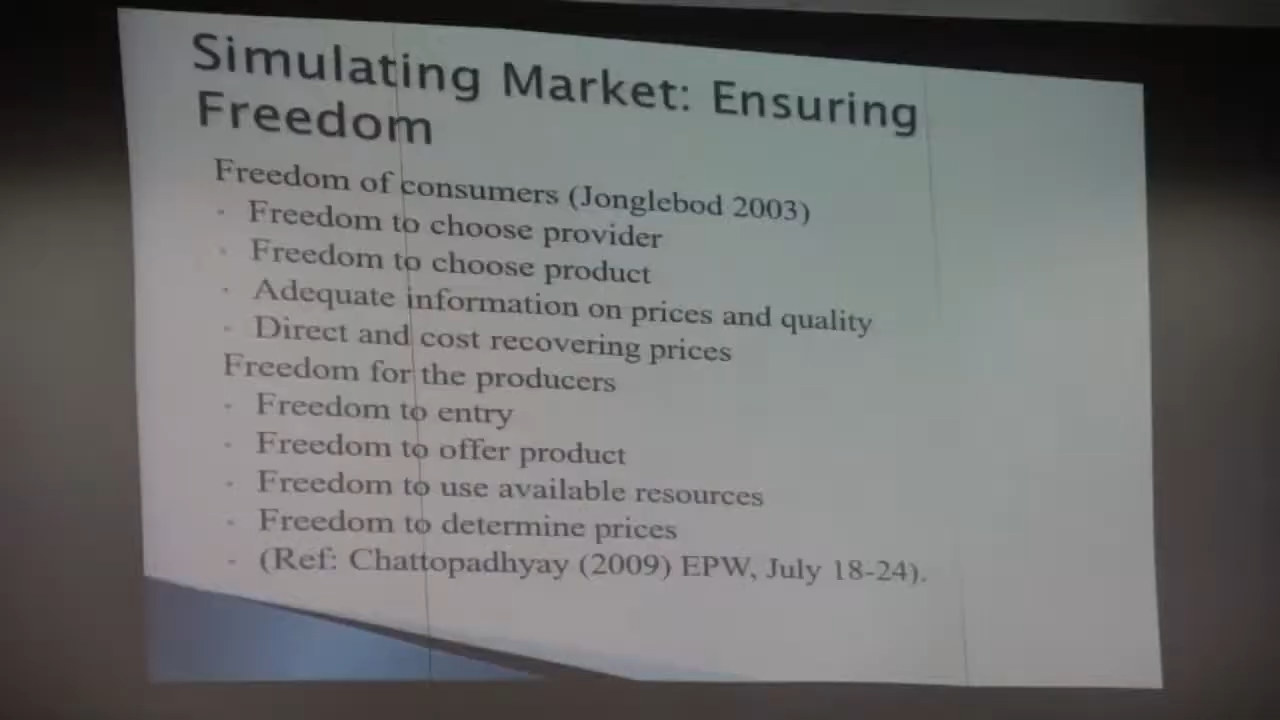 Simulating Market: Ensuring
Freedom
Freedom of consumers (Jonglebod 2003)
- Freedom to choose provider
- Freedom to choose product
- Adequate information on prices and quality
- Direct and cost recovering prices
Freedom for the producers
- Freedom to entry
- Freedom to offer product
- Freedom to use available resources
- Freedom to determine prices
- (Ref: Chattopadhyay (2009) EPW, July 18-24).